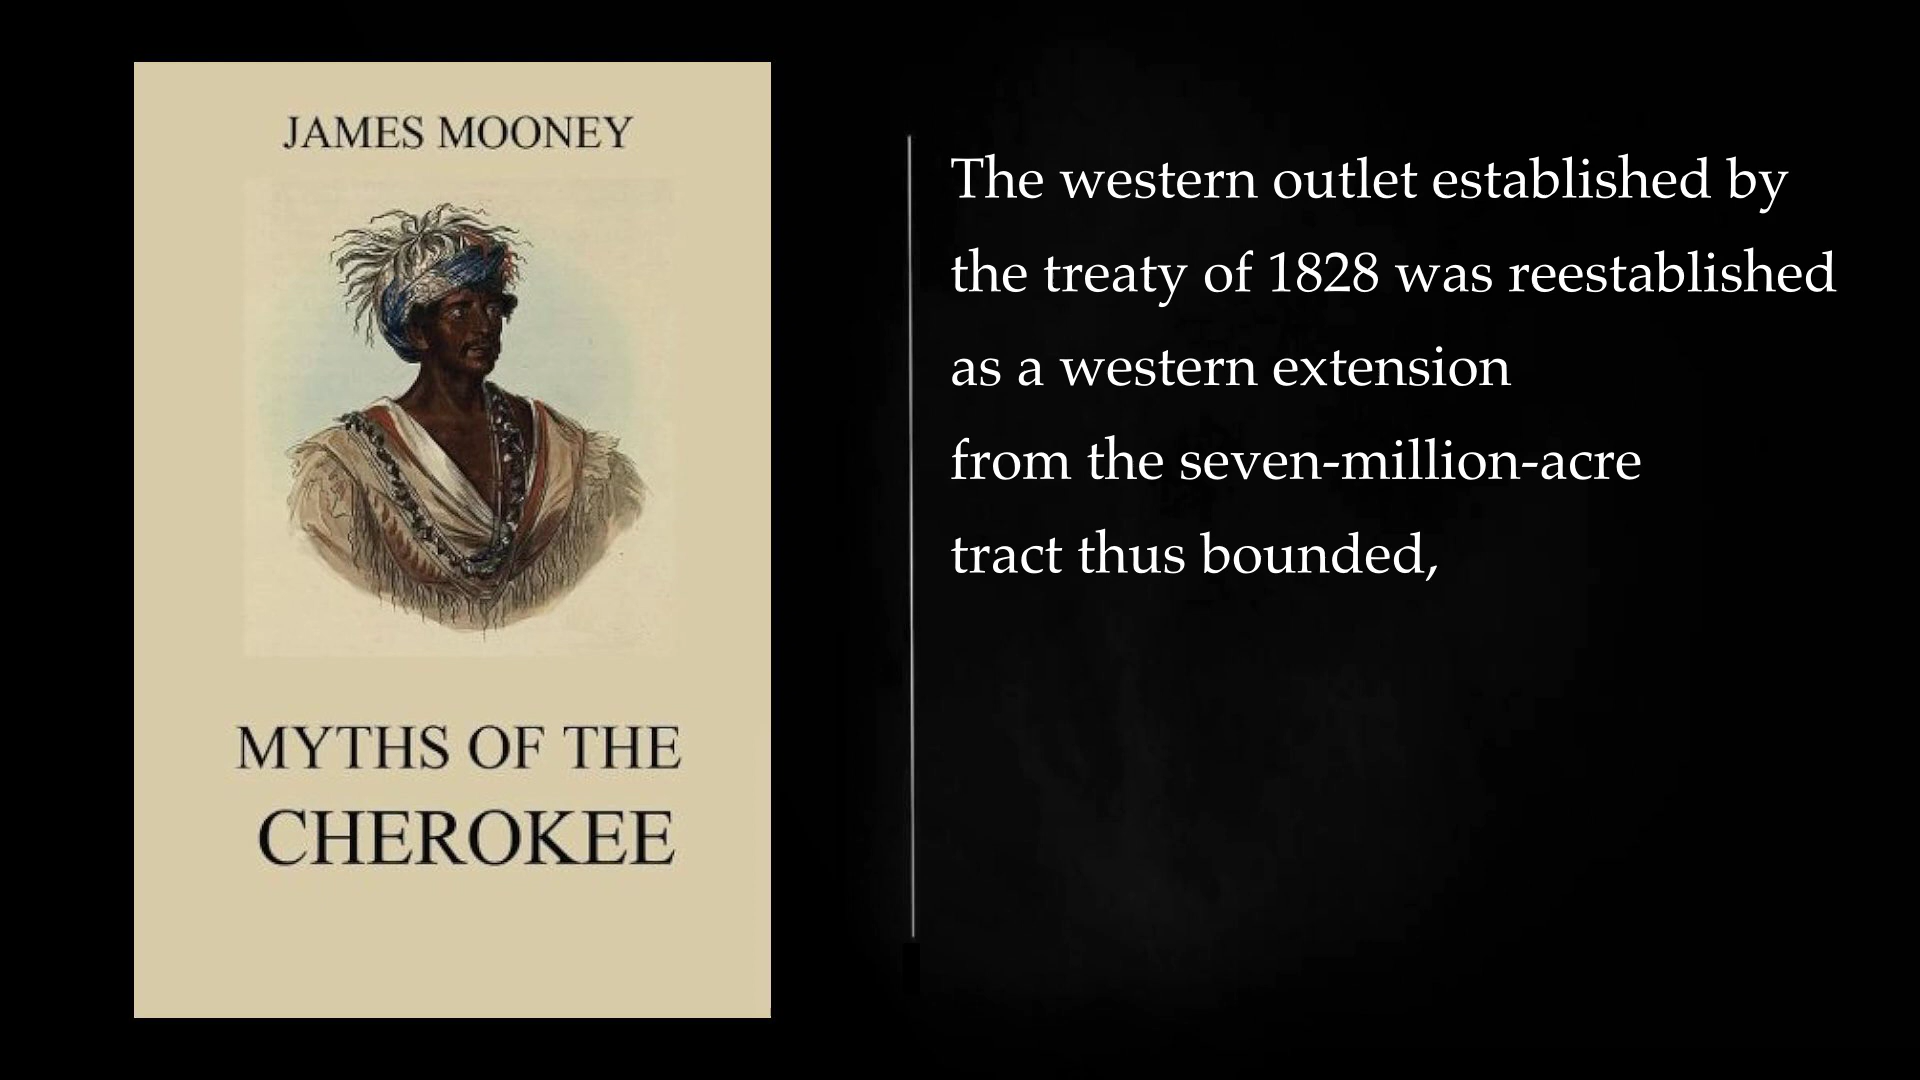 JAMES MOONEY
MYTHS OF THE
CHEROKEE
The western outlet established by
the treaty of 1828 was reestablished
as a western extension
from the seven-million-acre
tract thus bounded,